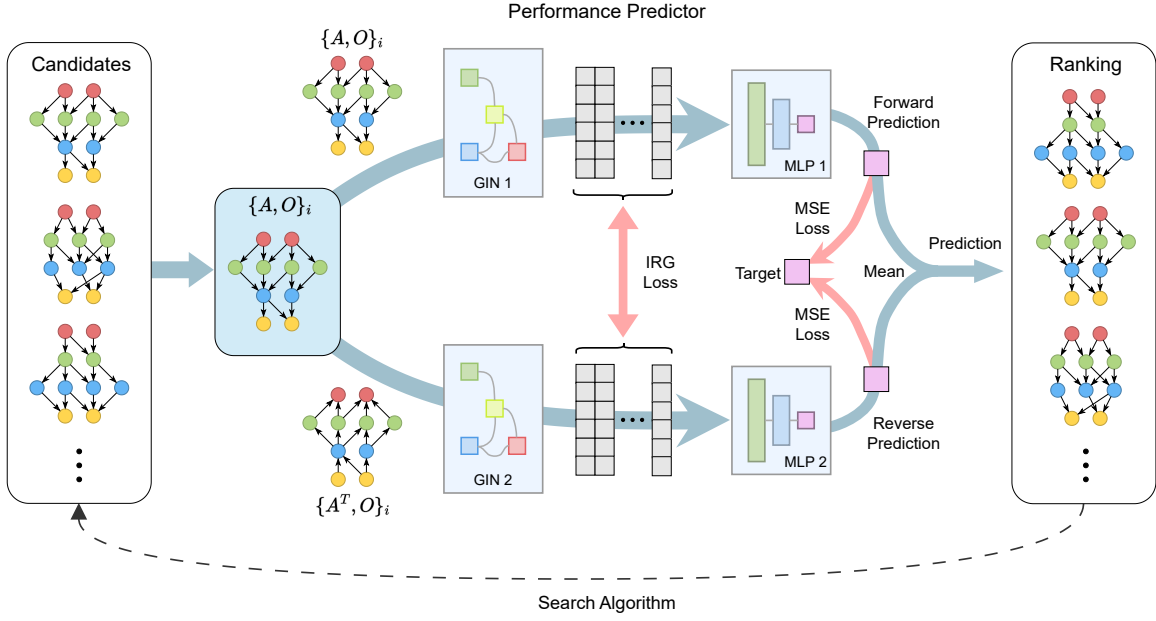 Performance Predictor
Candidates
{A, O}ᵢ
{A, O}ᵢ
{Aᵀ, O}ᵢ
GIN 1
GIN 2
...
...
IRG
Loss
MLP 1
MLP 2
Forward
Prediction
MSE
Loss
Target
Mean
MSE
Loss
Reverse
Prediction
Prediction
Ranking
Search Algorithm